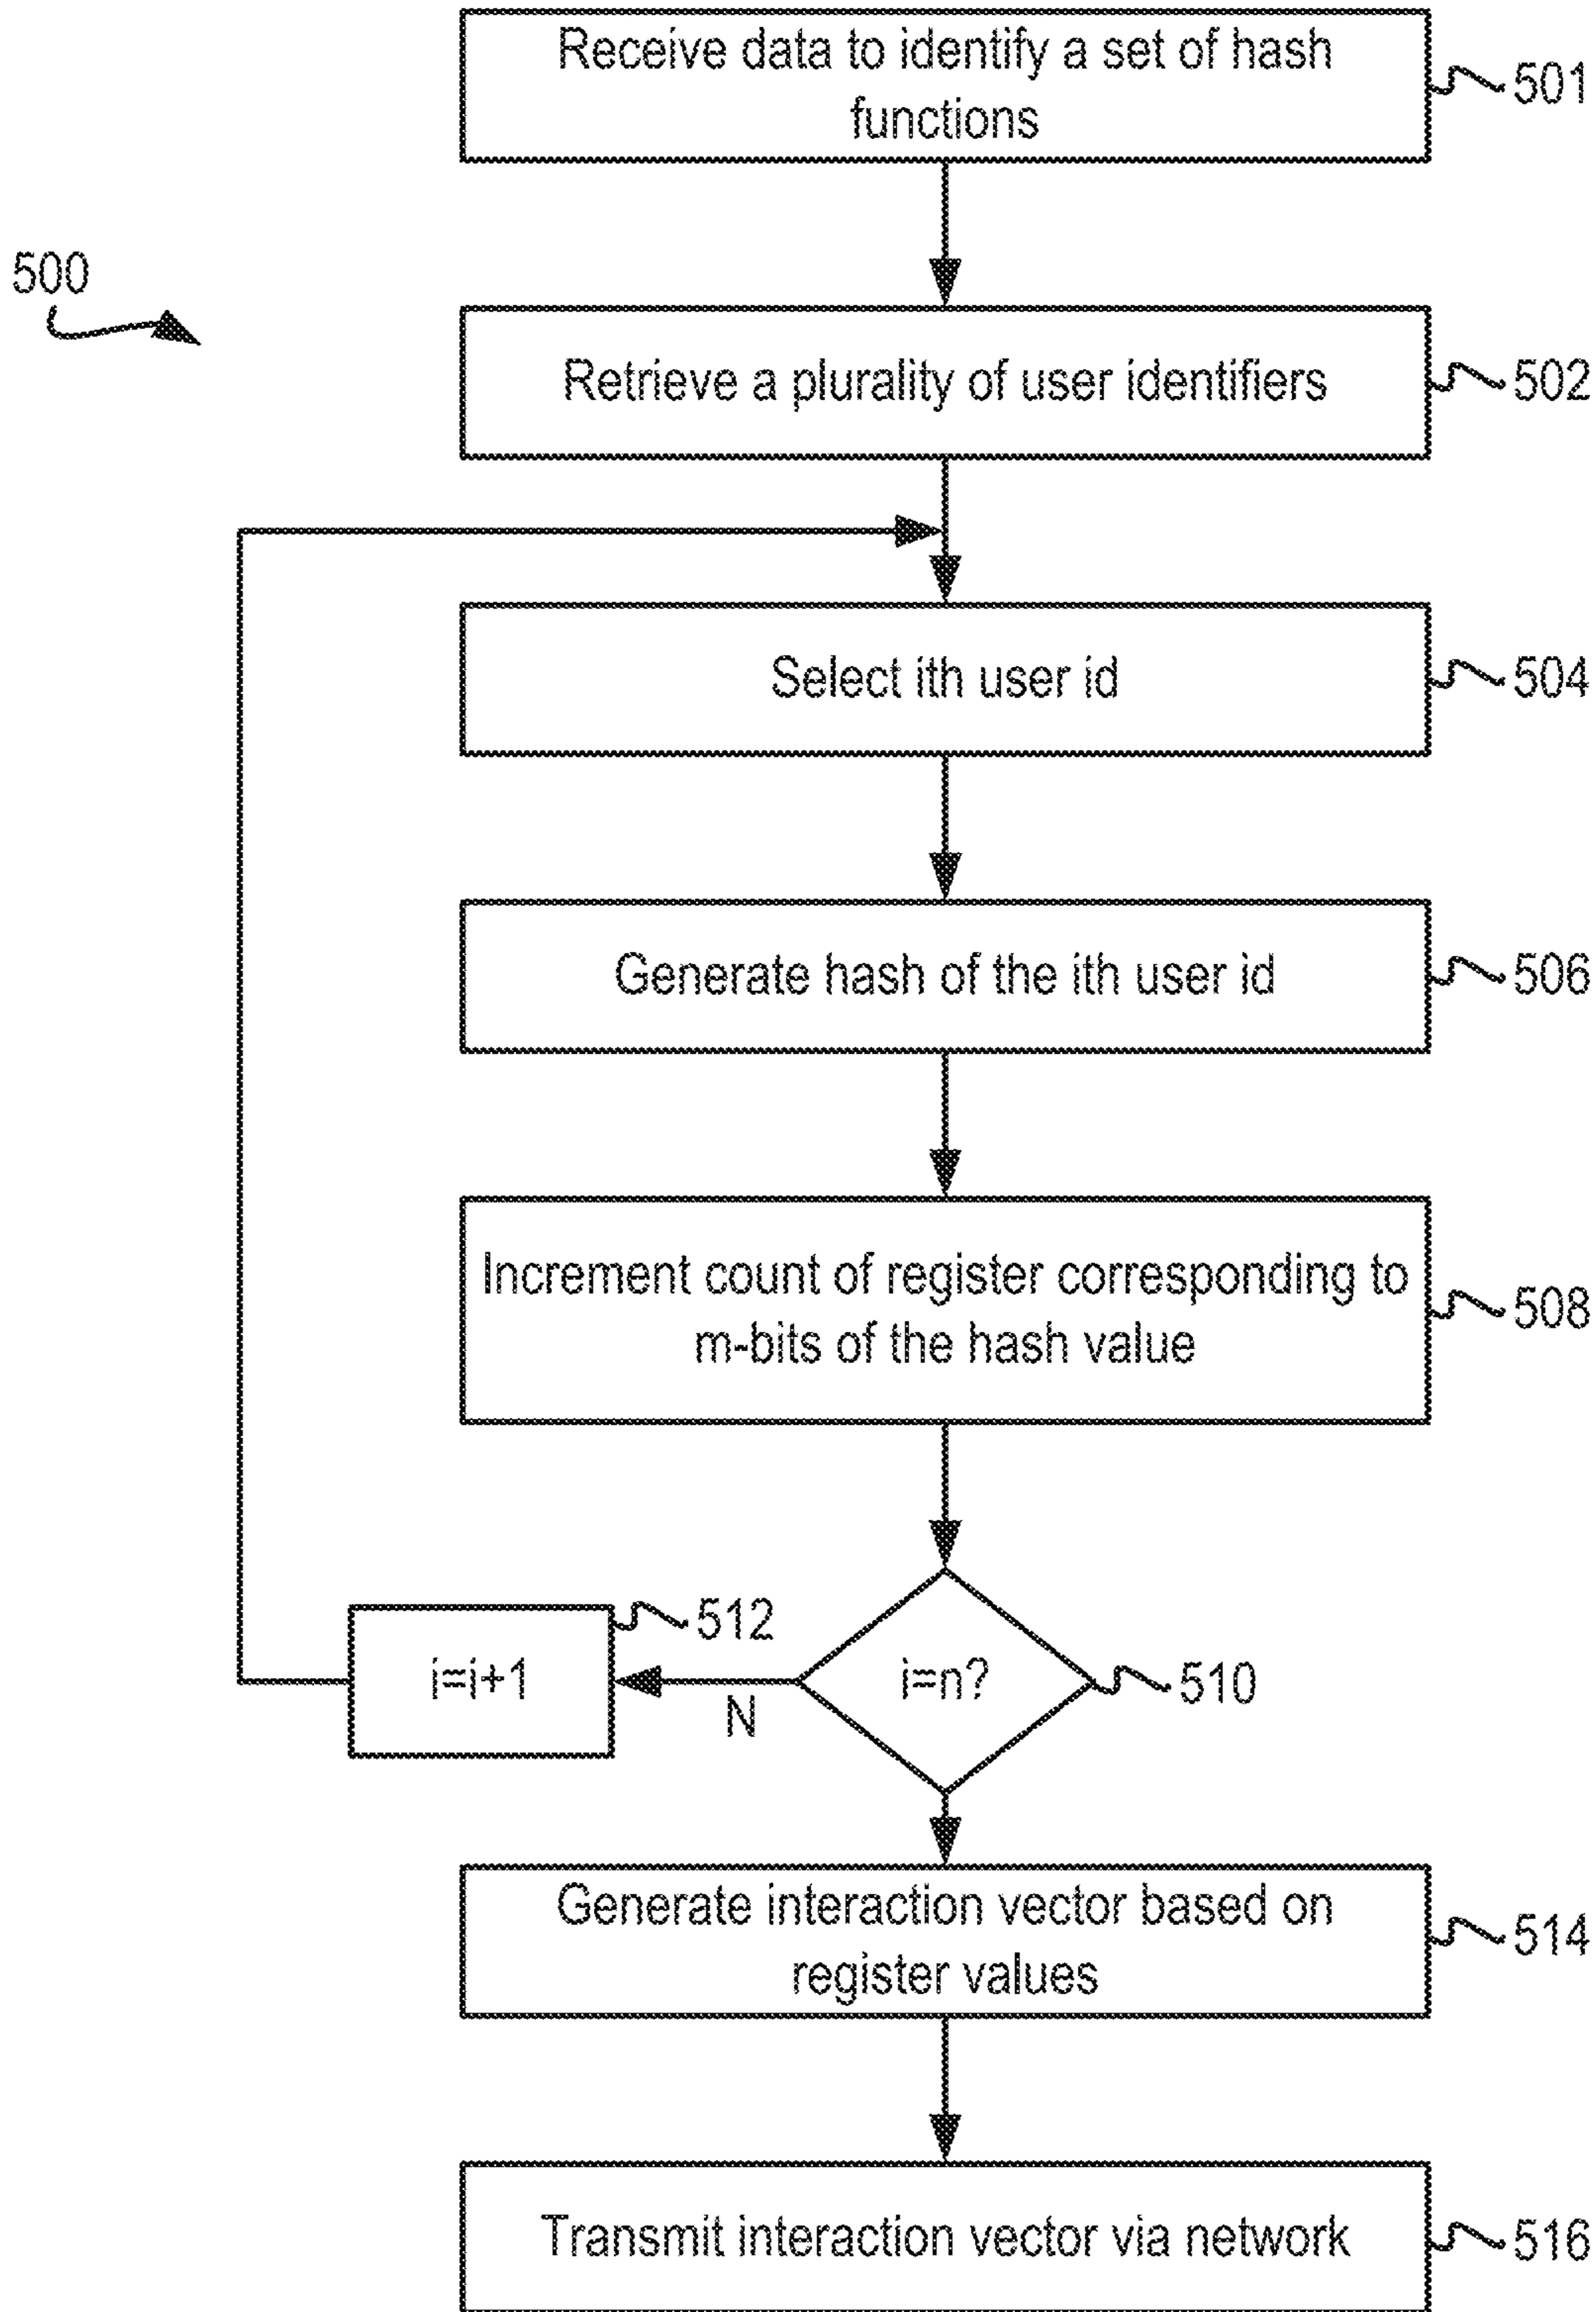 Receive data to identify a set of hash
functions
501
500
Retrieve a plurality of user identifiers
502
Select ith user id
504
Generate hash of the ith user id
506
Increment count of register corresponding to
m-bits of the hash value
508
512
i=i+1
N
i=n?
510
Generate interaction vector based on
register values
514
Transmit interaction vector via network
516